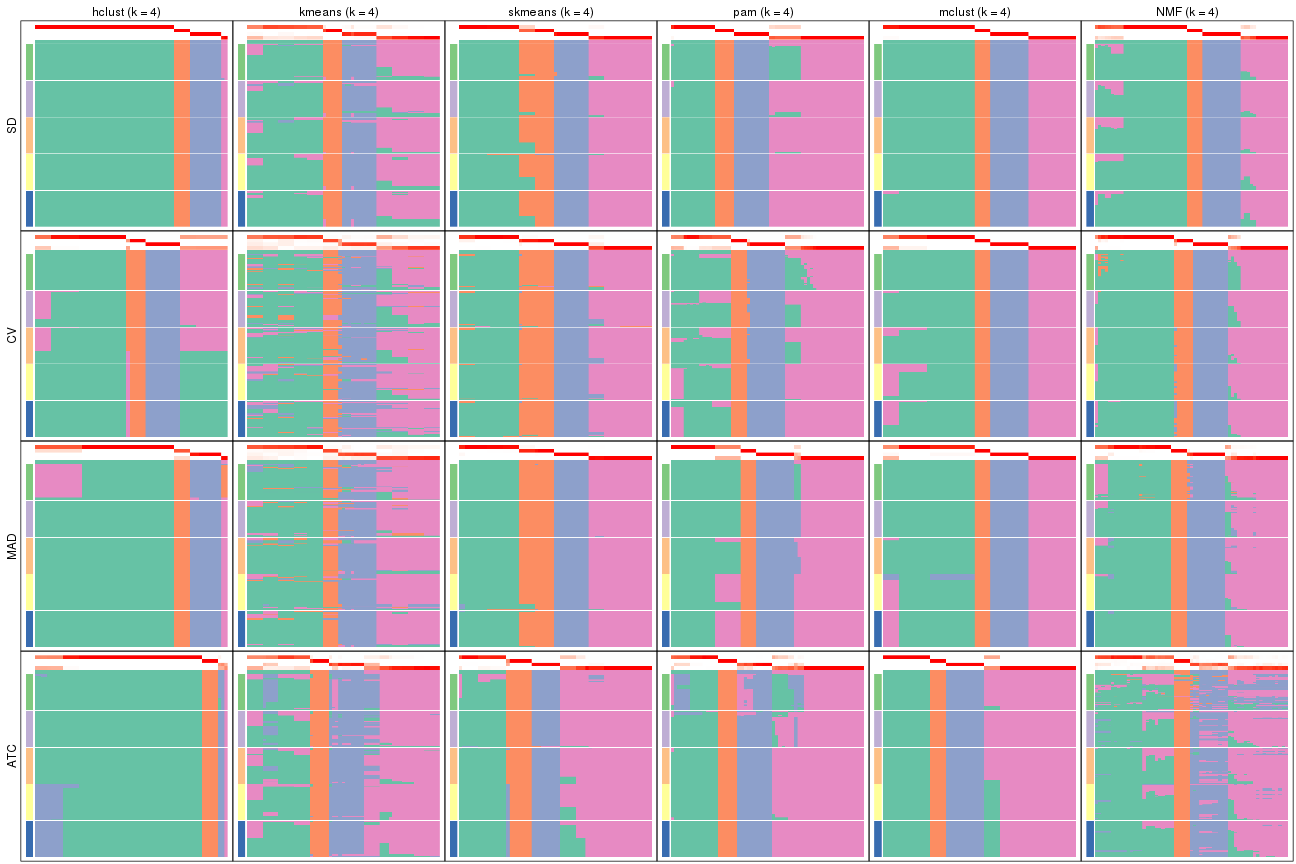 hclust (k = 4)
kmeans (k = 4)
skmeans (k = 4)
pam (k = 4)
mclust (k = 4)
NMF (k = 4)
SD
CV
MAD
ATC